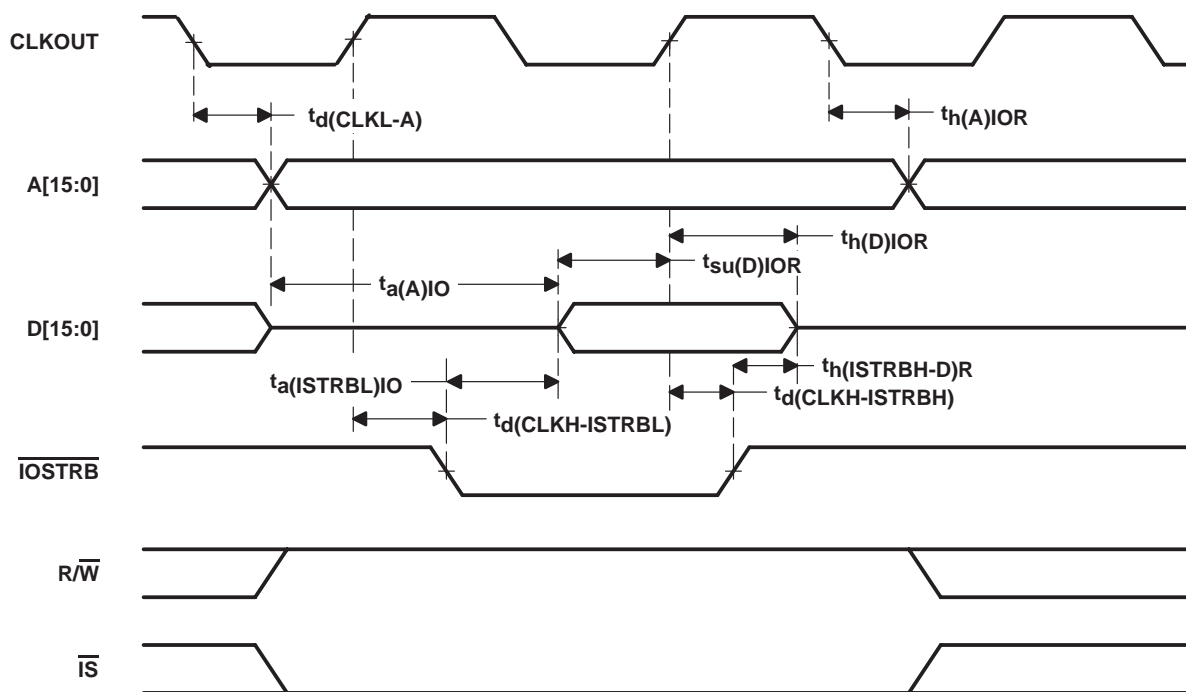 CLKOUT
td(CLKL-A)
th(A)IOR
A[15:0]
th(D)IOR
tsu(D)IOR
ta(A)IO
D[15:0]
th(ISTRBH-D)R
ta(ISTRBL)IO
td(CLKH-ISTRBH)
td(CLKH-ISTRBL)
IOSTRB
R/W
IS